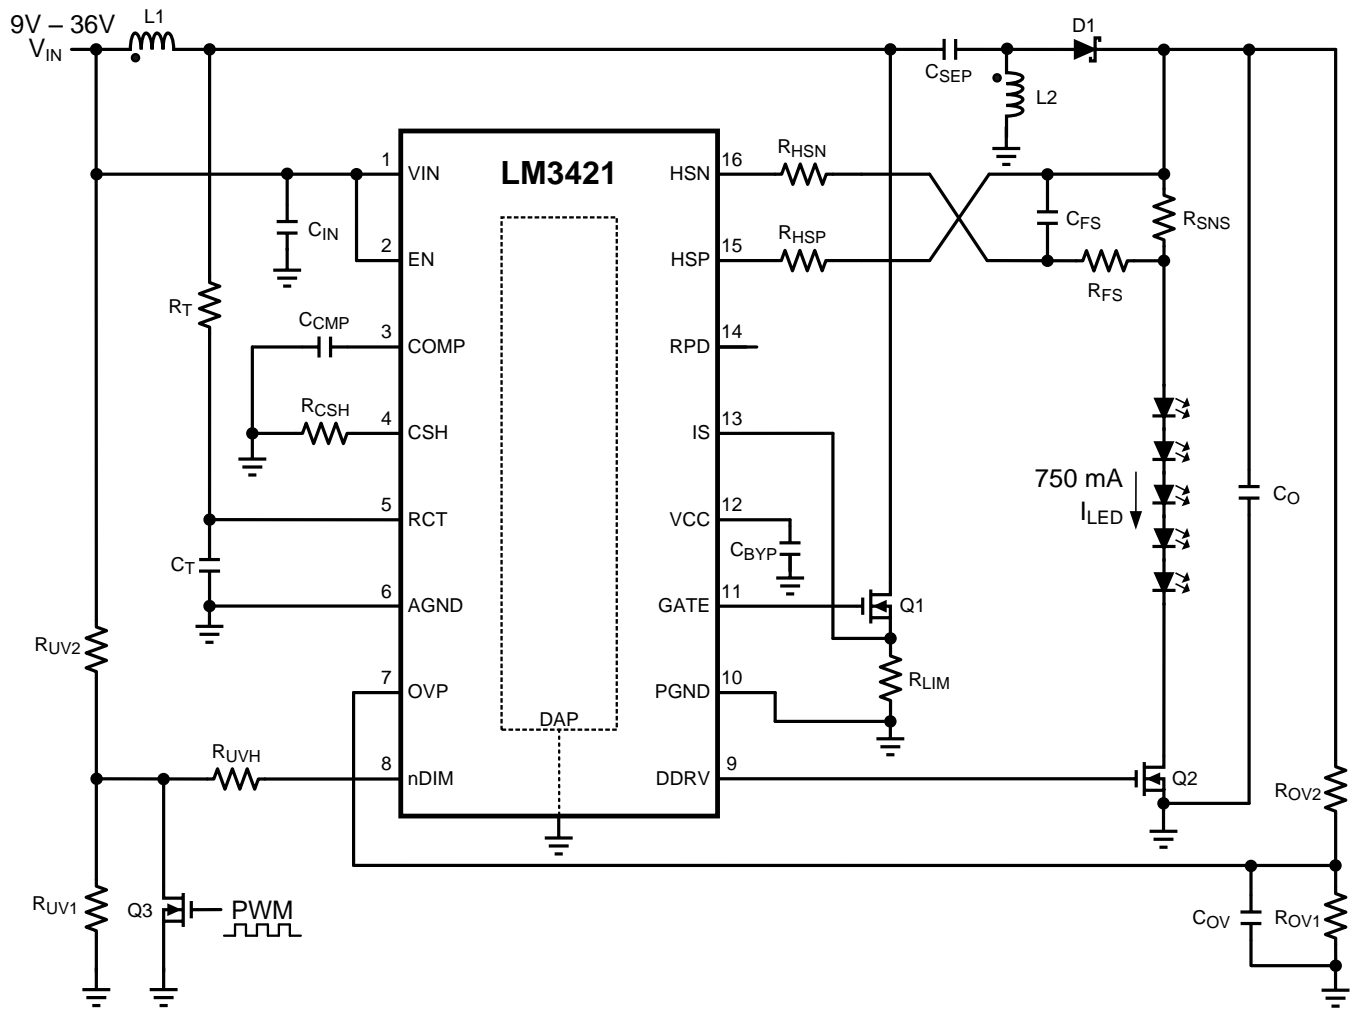 9V – 36V
VIN
L1
CSEP
D1
L2
LM3421
1 VIN
2 EN
3 COMP
4 CSH
5 RCT
6 AGND
7 OVP
8 nDIM
16 HSN
15 HSP
14 RPD
13 IS
12 VCC
11 GATE
10 PGND
9 DDRV
DAP
CIN
RT
CCMP
RCSH
CT
RUV2
RUVH
RUV1
Q3
PWM
RHSN
RHSP
CFS
RSNS
RFS
CBYP
Q1
RLIM
750 mA
ILED
CO
Q2
ROV2
COV
ROV1